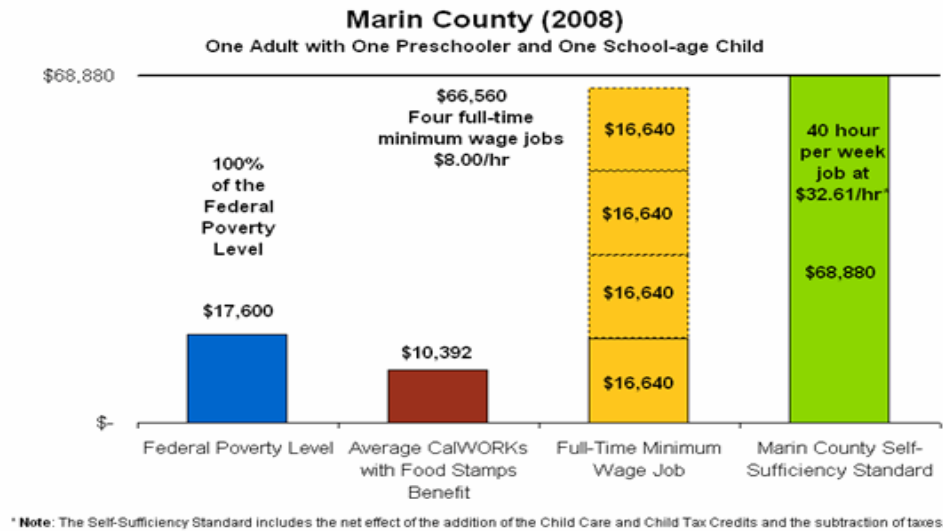 Marin County (2008)
One Adult with One Preschooler and One School-age Child
$68,880
$66,560
Four full-time
minimum wage jobs
$8.00/hr
100%
of the
Federal
Poverty
Level
$17,600
$10,392
$16,640
$16,640
$16,640
$16,640
40 hour
per week
job at
$32.61/hr*
$68,880
$-
Federal Poverty Level
Average CalWORKs
with Food Stamps
Benefit
Full-Time Minimum
Wage Job
Marin County Self-
Sufficiency Standard
* Note: The Self-Sufficiency Standard includes the net effect of the addition of the Child Care and Child Tax Credits and the subtraction of taxes